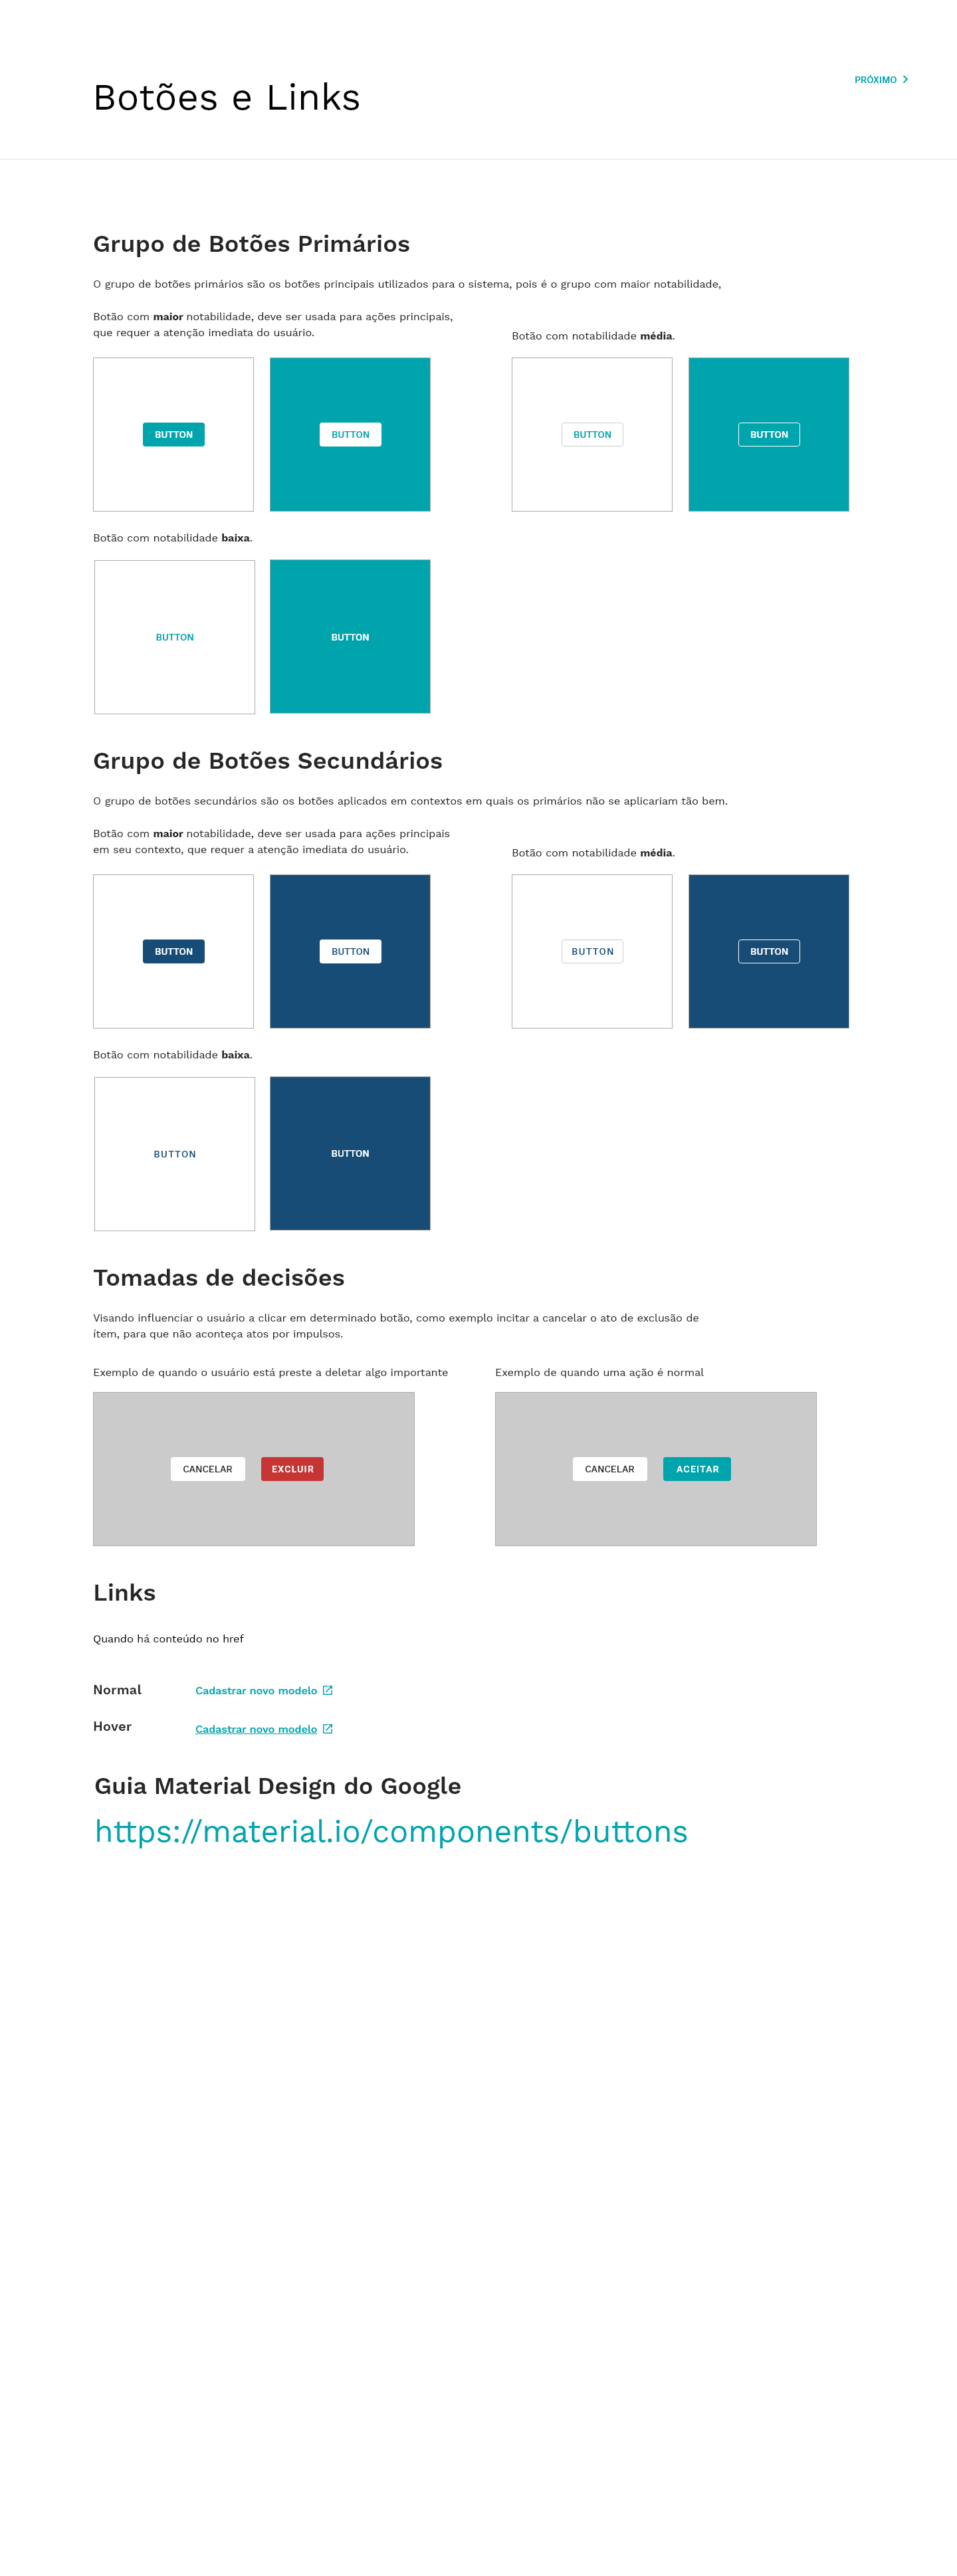 Botões e Links
PRÓXIMO
Grupo de Botões Primários
O grupo de botões primários são os botões principais utilizados para o sistema, pois é o grupo com maior notabilidade,
Botão com maior notabilidade, deve ser usada para ações principais,
que requer a atenção imediata do usuário.
Botão com notabilidade média.
BUTTON
BUTTON
BUTTON
BUTTON
Botão com notabilidade baixa.
BUTTON
BUTTON
Grupo de Botões Secundários
O grupo de botões secundários são os botões aplicados em contextos em quais os primários não se aplicariam tão bem.
Botão com maior notabilidade, deve ser usada para ações principais
em seu contexto, que requer a atenção imediata do usuário.
Botão com notabilidade média.
BUTTON
BUTTON
BUTTON
BUTTON
Botão com notabilidade baixa.
BUTTON
BUTTON
Tomadas de decisões
Visando influenciar o usuário a clicar em determinado botão, como exemplo incitar a cancelar o ato de exclusão de
ítem, para que não aconteça atos por impulsos.
Exemplo de quando o usuário está preste a deletar algo importante
Exemplo de quando uma ação é normal
CANCELAR
EXCLUIR
CANCELAR
ACEITAR
Links
Quando há conteúdo no href
Normal
Cadastrar novo modelo
Hover
Cadastrar novo modelo
Guia Material Design do Google
https://material.io/components/buttons